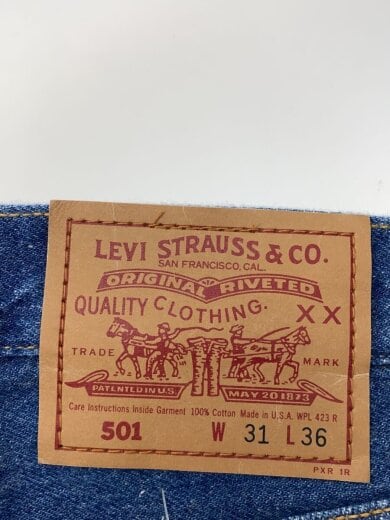 LEVI STRAUSS & CO.
SAN FRANCISCO, CAL.
ORIGINAL RIVETED
QUALITY CLOTHING. XX
TRADE MARK
PATENTED IN U.S. MAY 20 1873
Care Instructions Inside Garment 100% Cotton Made in U.S.A. WPL 423 R
501 W 31 L 36
PXR 1R